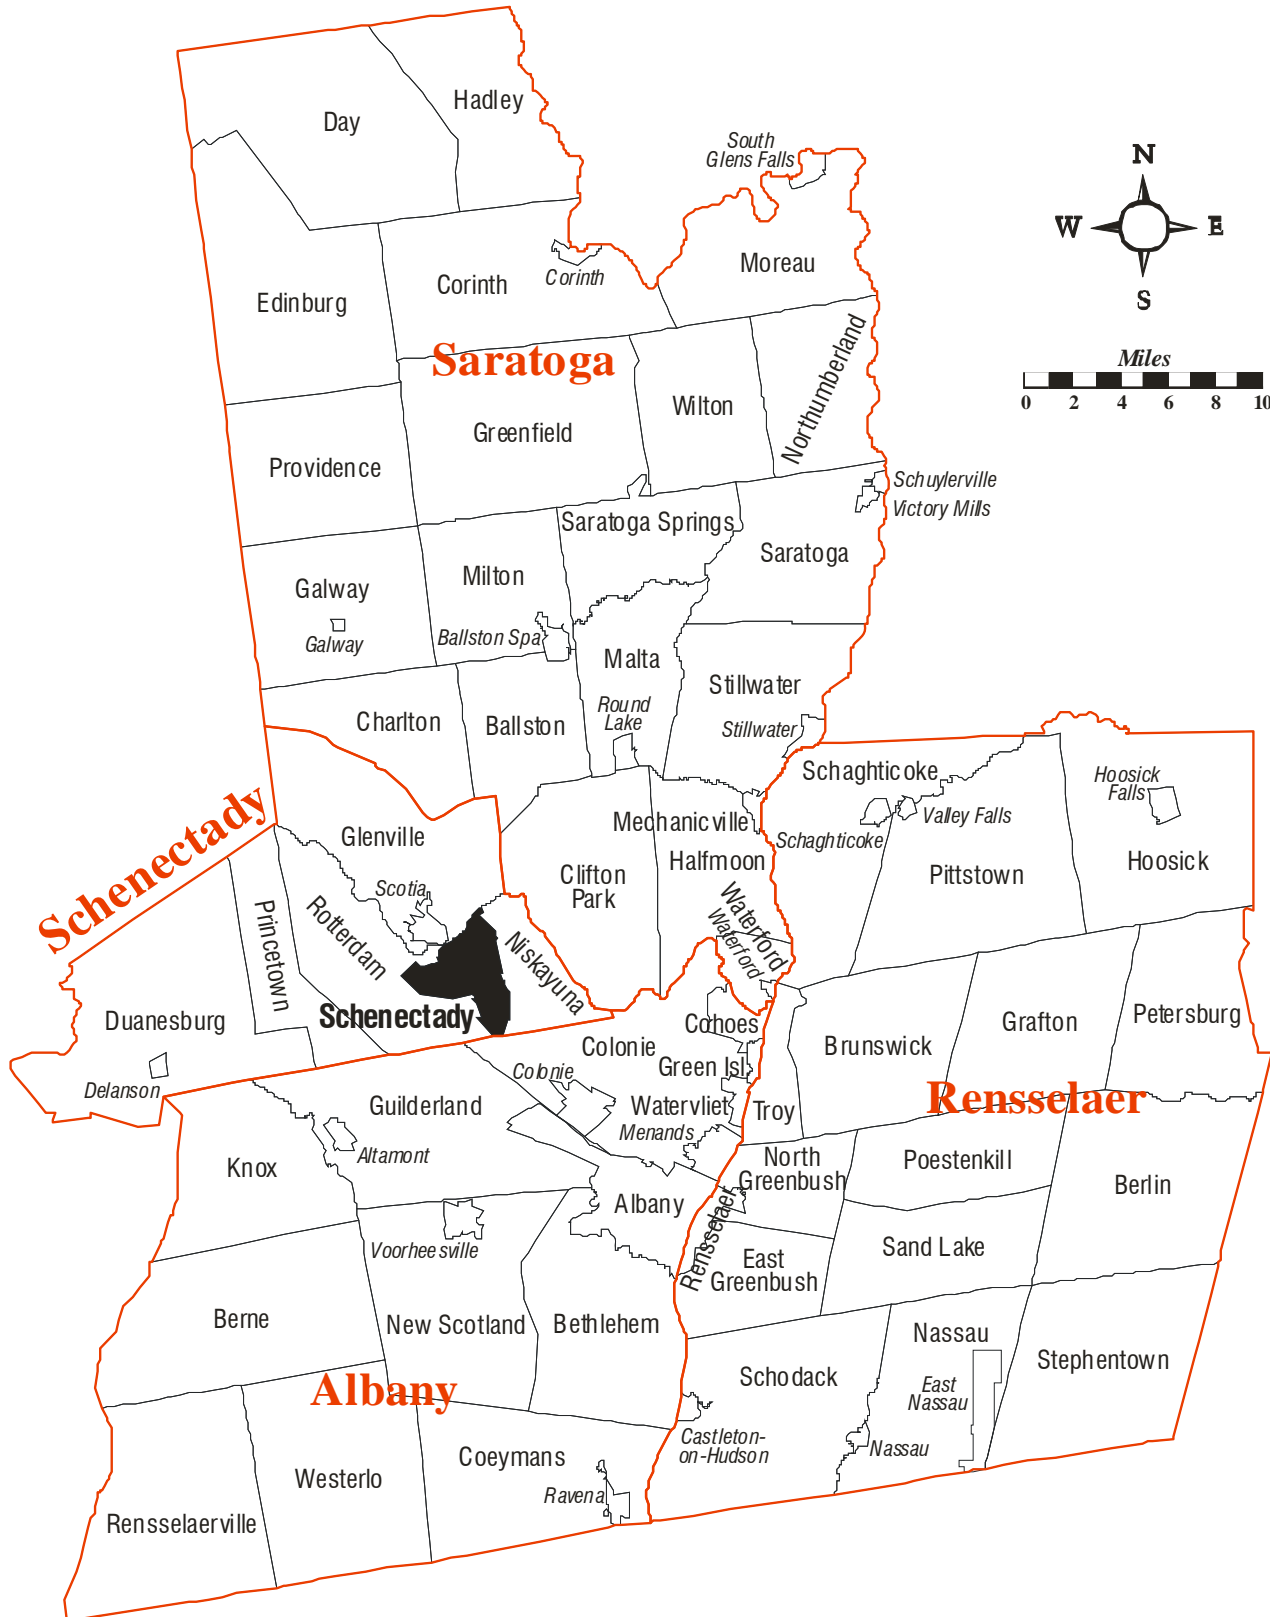 Hadley
Day
South
Glens Falls
N
W
E
S
Moreau
Corinth
Corinth
Edinburg
Northumberland
Saratoga
Miles
0 2 4 6 8 10
Wilton
Greenfield
Providence
Schuylerville
Victory Mills
Saratoga Springs
Saratoga
Milton
Galway
Galway
Ballston Spa
Malta
Stillwater
Round
Lake
Stillwater
Charlton
Ballston
Schaghticoke
Hoosick
Falls
Schenectady
Glenville
Mechanicville
Schaghticoke
Valley Falls
Halfmoon
Hoosick
Clifton
Park
Pittstown
Scotia
Waterford
Waterford
Princetown
Rotterdam
Niskayuna
Schenectady
Duanesburg
Cohoes
Grafton
Petersburg
Colonie
Brunswick
Green Isl
Colonie
Delanson
Guilderland
Watervliet
Troy
Rensselaer
Menands
Altamont
Knox
North
Greenbush
Poestenkill
Berlin
Albany
Rensselaer
Voorheesville
Sand Lake
East
Greenbush
Berne
New Scotland
Bethlehem
Nassau
Stephentown
Schodack
Albany
East
Nassau
Castleton-
on-Hudson
Nassau
Coeymans
Westerlo
Ravena
Rensselaerville